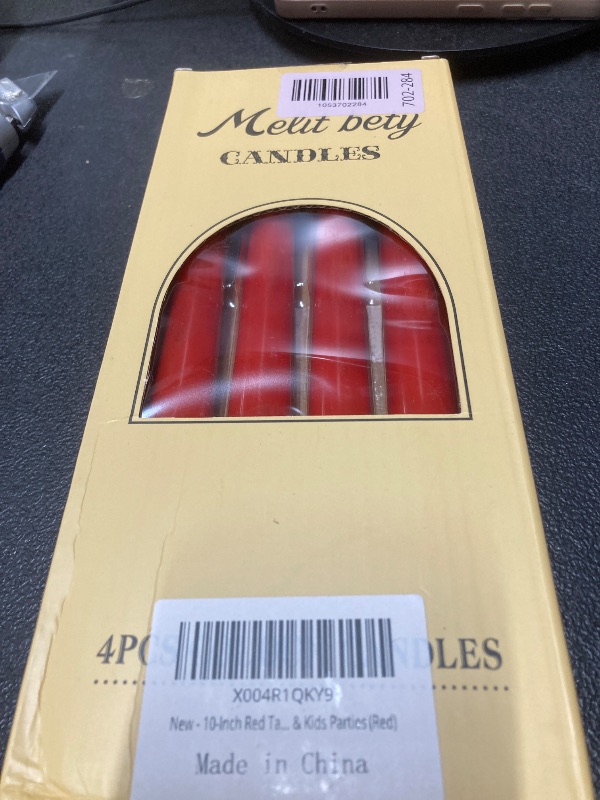 1053702284
702-284
Melit bety
CANDLES
4PCS NDLES
X004R1QKY9
New - 10-Inch Red Ta... & Kids Parties (Red)
Made in China